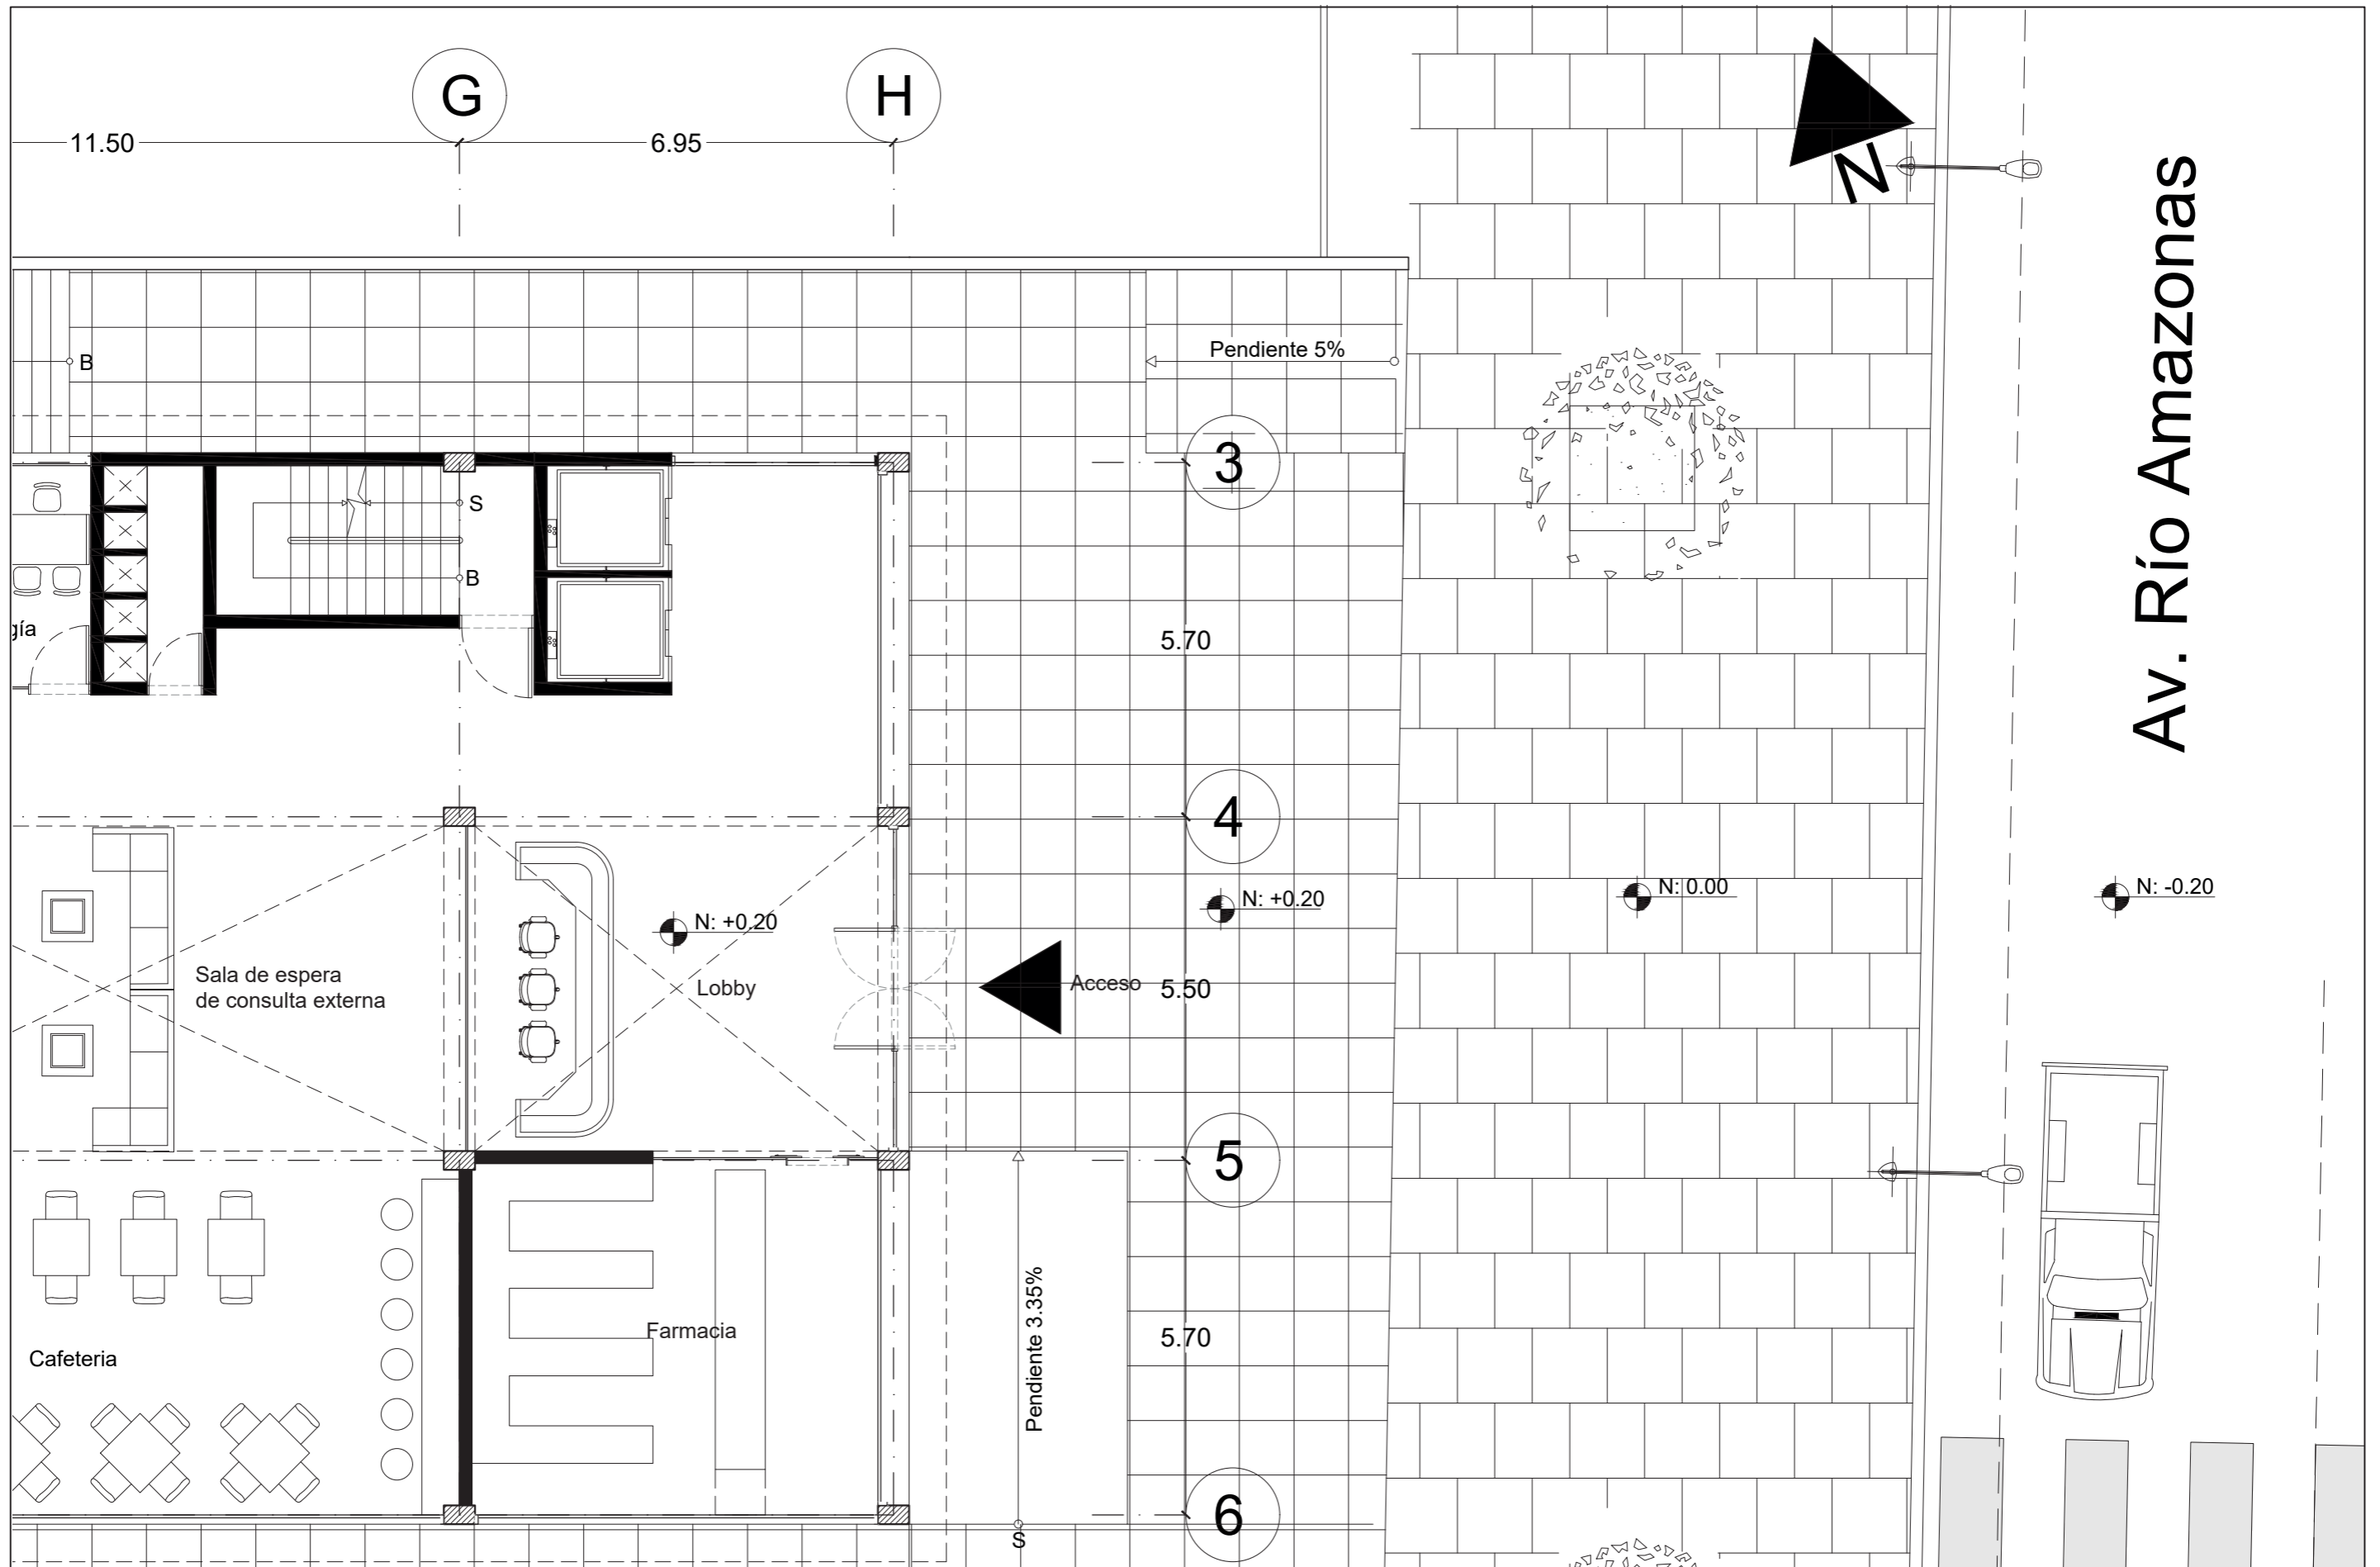 G
H
11.50
6.95
N
Av. Río Amazonas
Pendiente 5%
B
3
S
B
gía
5.70
4
N: +0.20
N: 0.00
N: -0.20
N: +0.20
Sala de espera
de consulta externa
Lobby
Acceso
5.50
5
Pendiente 3.35%
Farmacia
5.70
Cafeteria
6
S